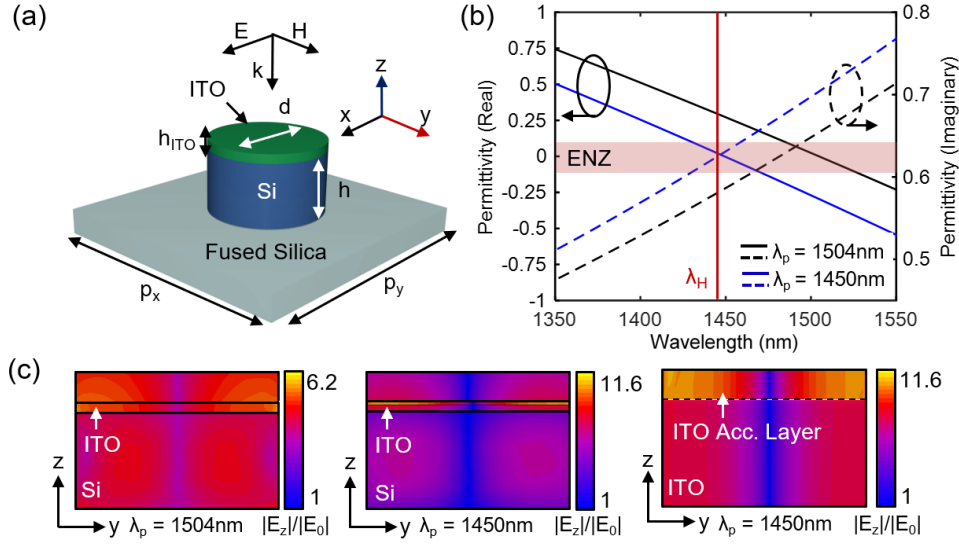 (a)
E H
k
ITO
d
z
x y
h_ITO
Si
h
Fused Silica
p_x
p_y
(b)
Permittivity (Real)
1
0.75
0.5
0.25
0
-0.25
-0.5
-0.75
-1
ENZ
λ_H
λ_p = 1504nm
λ_p = 1450nm
0.8
0.7
0.6
0.5
Permittivity (Imaginary)
1350 1400 1450 1500 1550
Wavelength (nm)
(c)
6.2
ITO
Si
1
z
y λ_p = 1504nm |E_z|/|E_0|
11.6
ITO
Si
1
z
y λ_p = 1450nm |E_z|/|E_0|
11.6
ITO Acc. Layer
ITO
1
z
y λ_p = 1450nm |E_z|/|E_0|